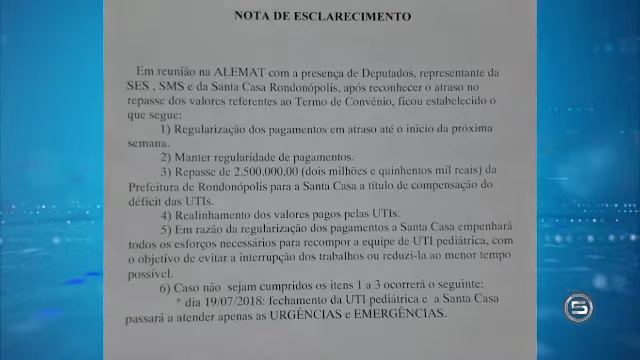 NOTA DE ESCLARECIMENTO
Em reunião na ALEMAT com a presença de Deputados, representante da
SES , SMS e da Santa Casa Rondonópolis, após reconhecer o atraso no
repasse dos valores referentes ao Termo de Convênio, ficou estabelecido o
que segue:
1) Regularização dos pagamentos em atraso até o inicio da próxima
semana.
2) Manter regularidade de pagamentos.
3) Repasse de 2.500.000,00 (dois milhões e quinhentos mil reais) da
Prefeitura de Rondonópolis para a Santa Casa a titulo de compensação do
déficit das UTIs.
4) Realinhamento dos valores pagos pelas UTIs.
5) Em razão da regularização dos pagamentos a Santa Casa empenhará
todos os esforços necessários para recompor a equipe de UTI pediátrica, com
o objetivo de evitar a interrupção dos trabalhos ou reduzi-la ao menor tempo
possível.
6) Caso não sejam cumpridos os itens 1 a 3 ocorrerá o seguinte:
* dia 19/07/2018: fechamento da UTI pediátrica e a Santa Casa
passará a atender apenas as URGÊNCIAS e EMERGÊNCIAS.
5